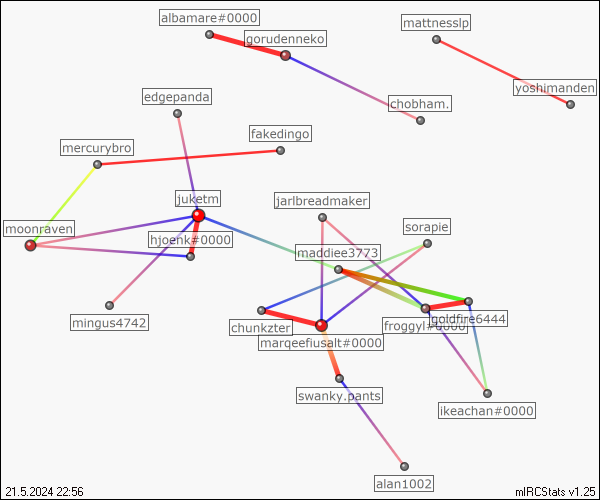 albamare#0000
mattnesslp
gorudenneko
yoshimanden
edgepanda
chobham.
fakedingo
mercurybro
juketm
jarlbreadmaker
moonraven
sorapie
hjoenk#0000
maddiee3773
mingus4742
chunkzter
goldfire6444
froggyl#0000
marqeefiusalt#0000
swanky.pants
ikeachan#0000
alan1002
21.5.2024 22:56
mIRCStats v1.25